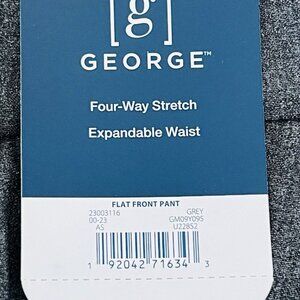 [g]
GEORGE™
Four-Way Stretch
Expandable Waist
FLAT FRONT PANT
23003116 GREY
00-23 GM09Y095
AS U22852
1 92042 71634 3